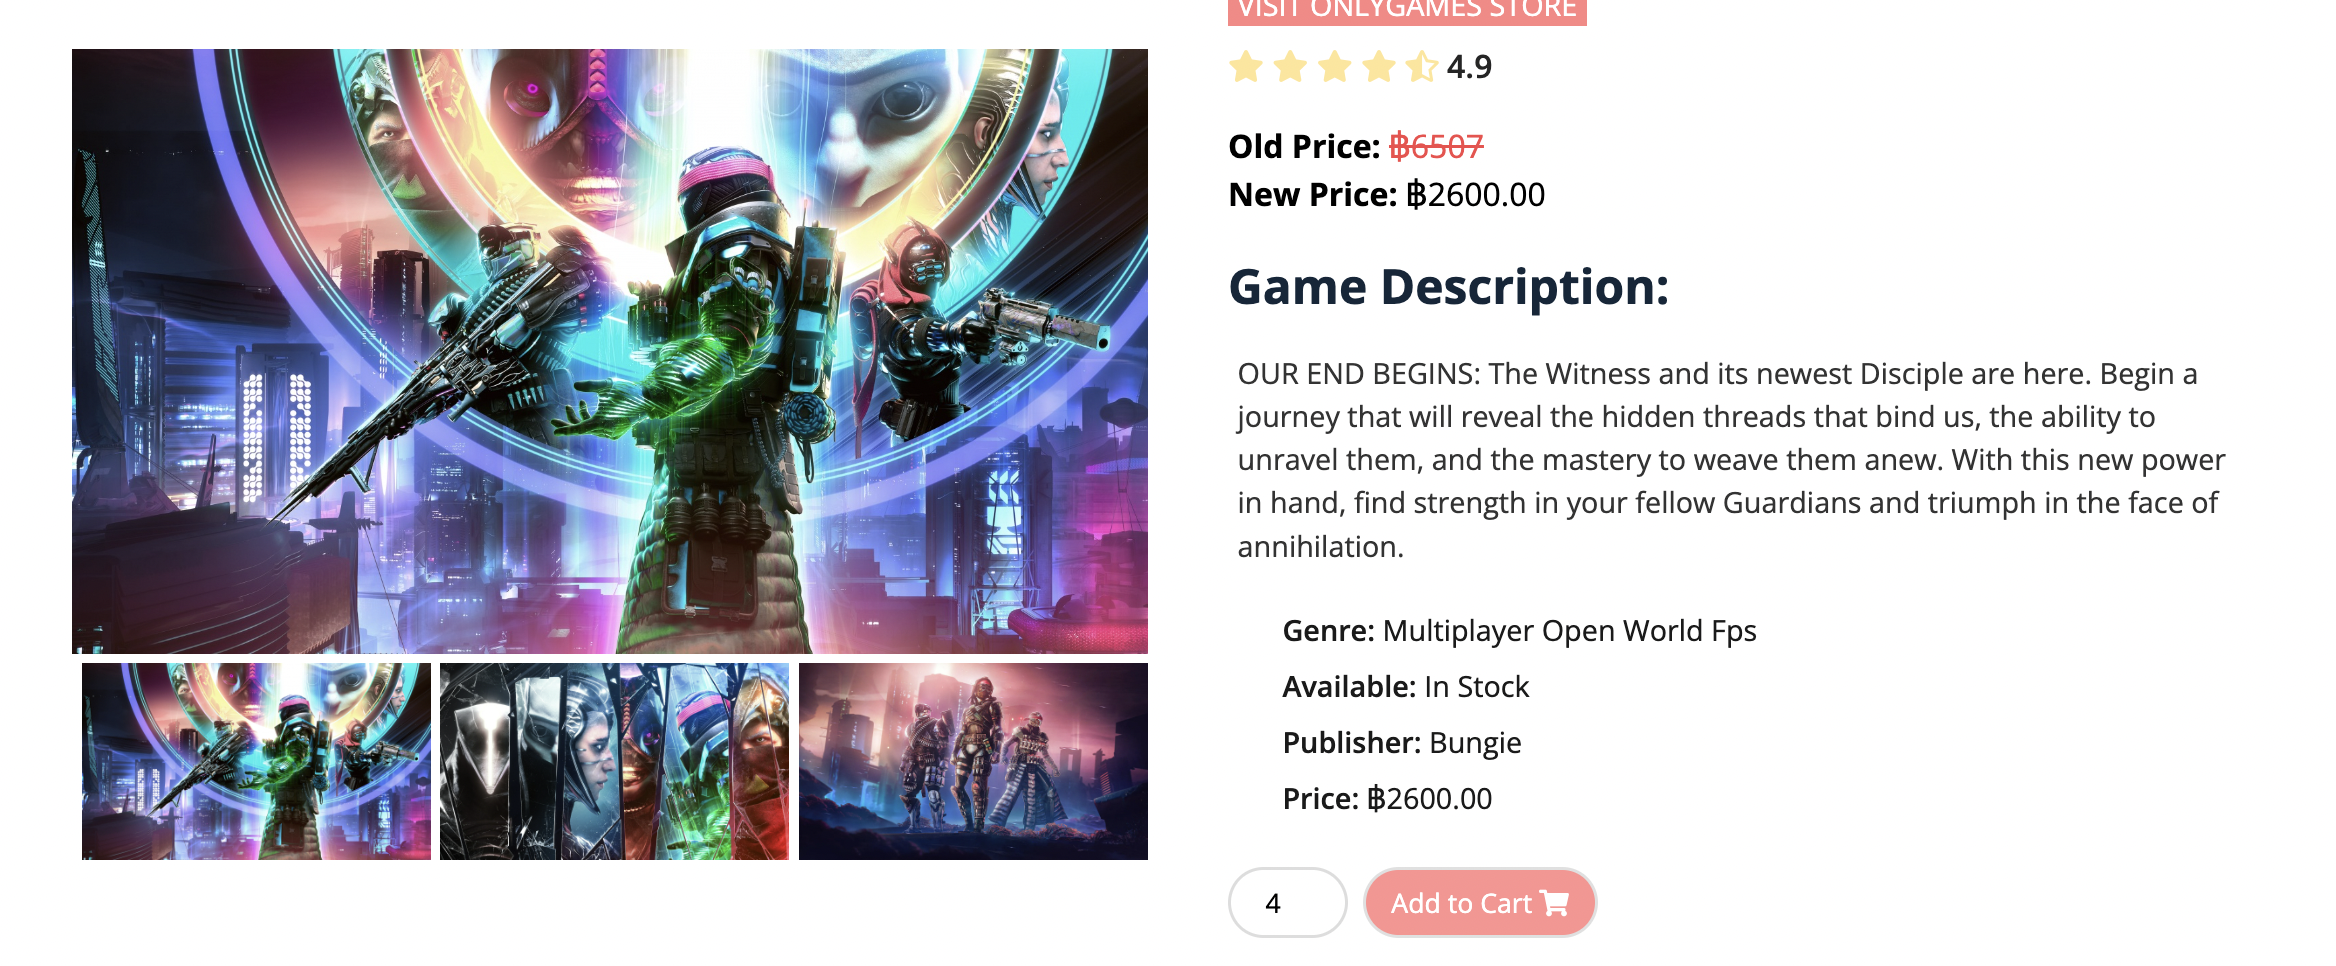 VISIT ONLYGAMES STORE
4.9
Old Price: ฿6507
New Price: ฿2600.00
Game Description:
OUR END BEGINS: The Witness and its newest Disciple are here. Begin a
journey that will reveal the hidden threads that bind us, the ability to
unravel them, and the mastery to weave them anew. With this new power
in hand, find strength in your fellow Guardians and triumph in the face of
annihilation.
Genre: Multiplayer Open World Fps
Available: In Stock
Publisher: Bungie
Price: ฿2600.00
4
Add to Cart